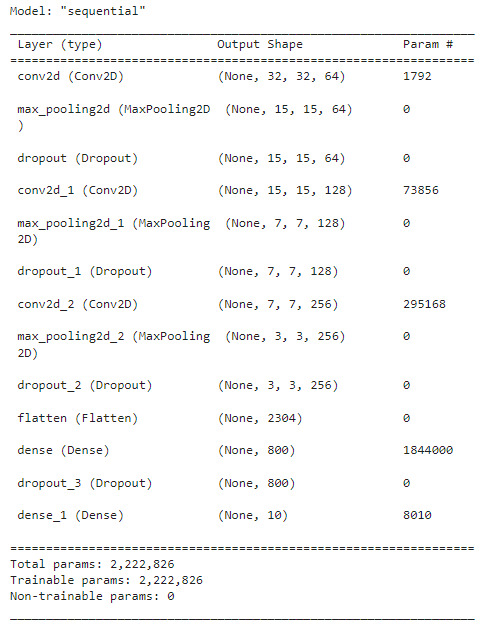 Model: "sequential"
_________________________________________________________________
Layer (type) Output Shape Param #
=================================================================
conv2d (Conv2D) (None, 32, 32, 64) 1792
max_pooling2d (MaxPooling2D (None, 15, 15, 64) 0
)
dropout (Dropout) (None, 15, 15, 64) 0
conv2d_1 (Conv2D) (None, 15, 15, 128) 73856
max_pooling2d_1 (MaxPooling (None, 7, 7, 128) 0
2D)
dropout_1 (Dropout) (None, 7, 7, 128) 0
conv2d_2 (Conv2D) (None, 7, 7, 256) 295168
max_pooling2d_2 (MaxPooling (None, 3, 3, 256) 0
2D)
dropout_2 (Dropout) (None, 3, 3, 256) 0
flatten (Flatten) (None, 2304) 0
dense (Dense) (None, 800) 1844000
dropout_3 (Dropout) (None, 800) 0
dense_1 (Dense) (None, 10) 8010
=================================================================
Total params: 2,222,826
Trainable params: 2,222,826
Non-trainable params: 0
_________________________________________________________________